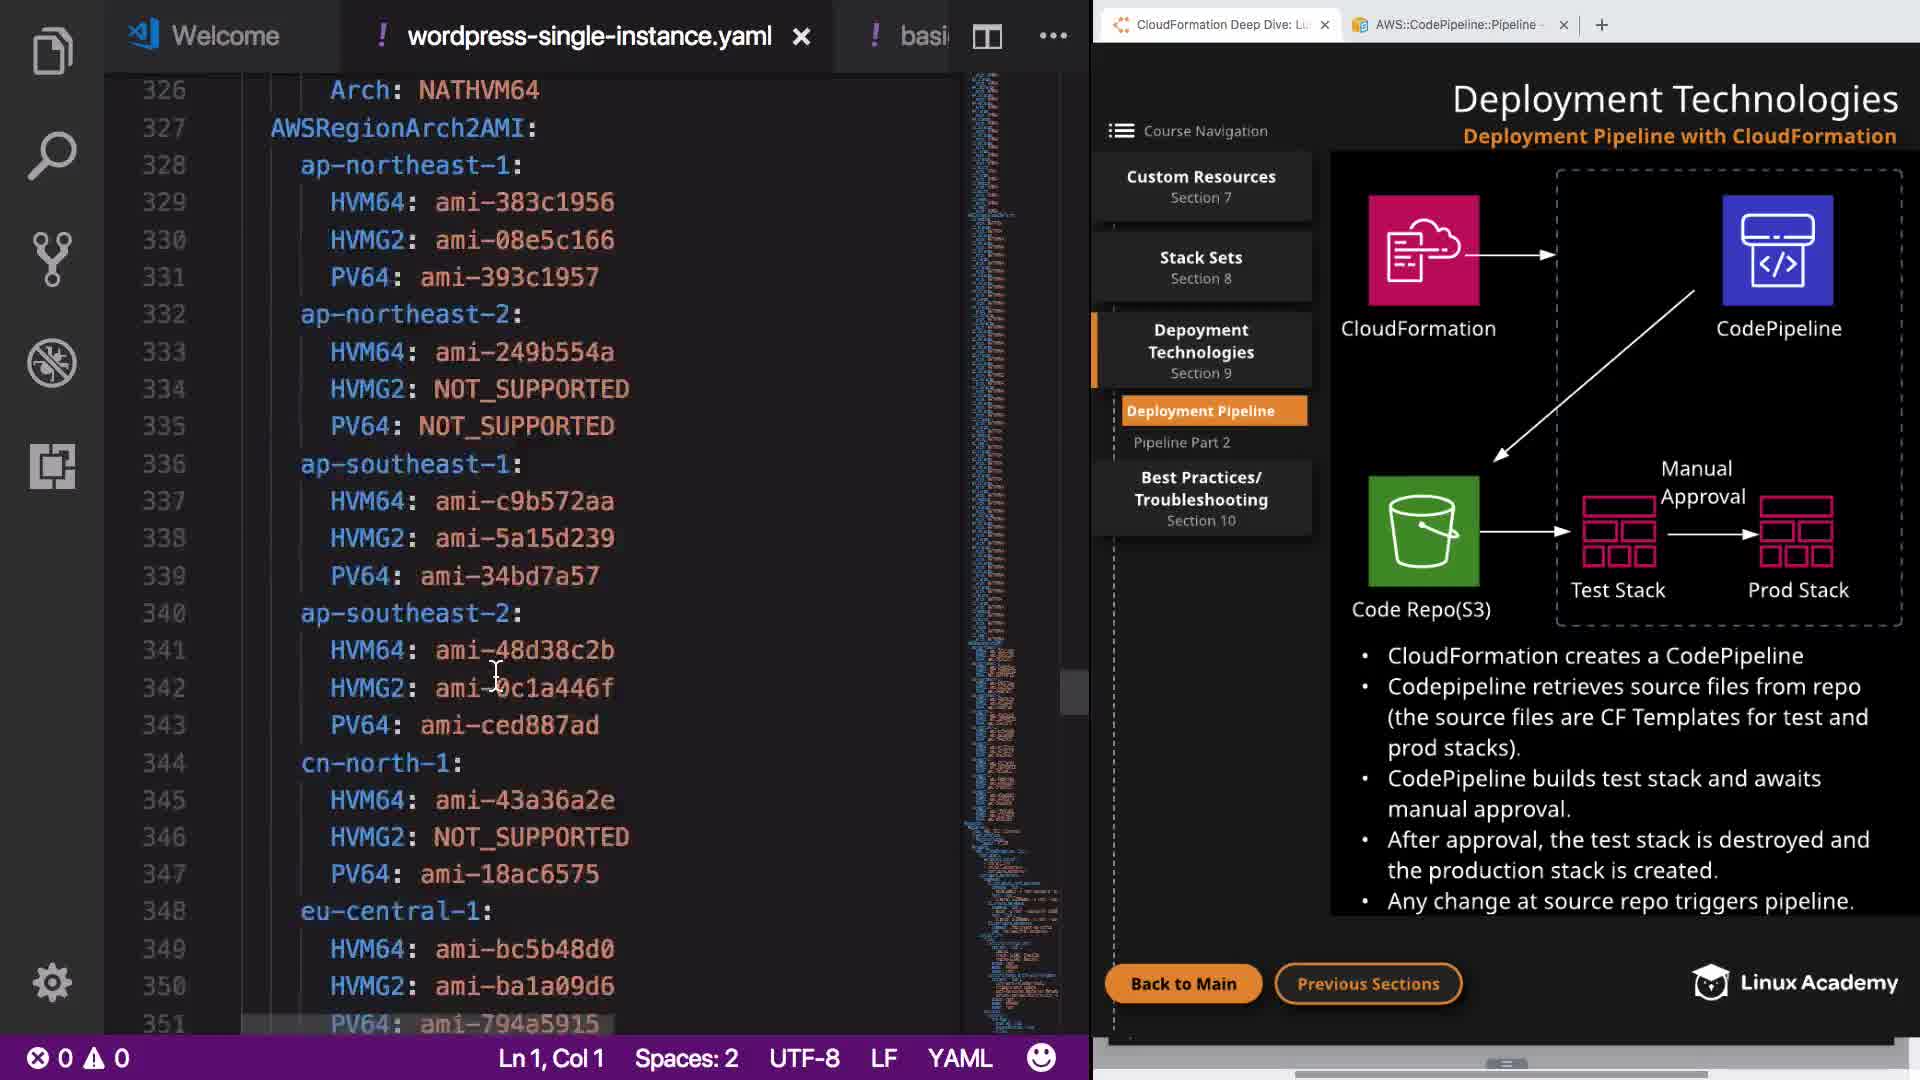 Welcome
! wordpress-single-instance.yaml
! basi
326 Arch: NATHVM64
327 AWSRegionArch2AMI:
328 ap-northeast-1:
329 HVM64: ami-383c1956
330 HVMG2: ami-08e5c166
331 PV64: ami-393c1957
332 ap-northeast-2:
333 HVM64: ami-249b554a
334 HVMG2: NOT_SUPPORTED
335 PV64: NOT_SUPPORTED
336 ap-southeast-1:
337 HVM64: ami-c9b572aa
338 HVMG2: ami-5a15d239
339 PV64: ami-34bd7a57
340 ap-southeast-2:
341 HVM64: ami-48d38c2b
342 HVMG2: ami-0c1a446f
343 PV64: ami-ced887ad
344 cn-north-1:
345 HVM64: ami-43a36a2e
346 HVMG2: NOT_SUPPORTED
347 PV64: ami-18ac6575
348 eu-central-1:
349 HVM64: ami-bc5b48d0
350 HVMG2: ami-ba1a09d6
351 PV64: ami-794a5915
0 0
Ln 1, Col 1 Spaces: 2 UTF-8 LF YAML
CloudFormation Deep Dive: Lu
AWS::CodePipeline::Pipeline -
Deployment Technologies
Deployment Pipeline with CloudFormation
Course Navigation
Custom Resources
Section 7
Stack Sets
Section 8
Depoyment
Technologies
Section 9
Deployment Pipeline
Pipeline Part 2
Best Practices/
Troubleshooting
Section 10
CloudFormation
CodePipeline
Manual
Approval
Code Repo(S3)
Test Stack
Prod Stack
• CloudFormation creates a CodePipeline
• Codepipeline retrieves source files from repo
(the source files are CF Templates for test and
prod stacks).
• CodePipeline builds test stack and awaits
manual approval.
• After approval, the test stack is destroyed and
the production stack is created.
• Any change at source repo triggers pipeline.
Back to Main
Previous Sections
Linux Academy